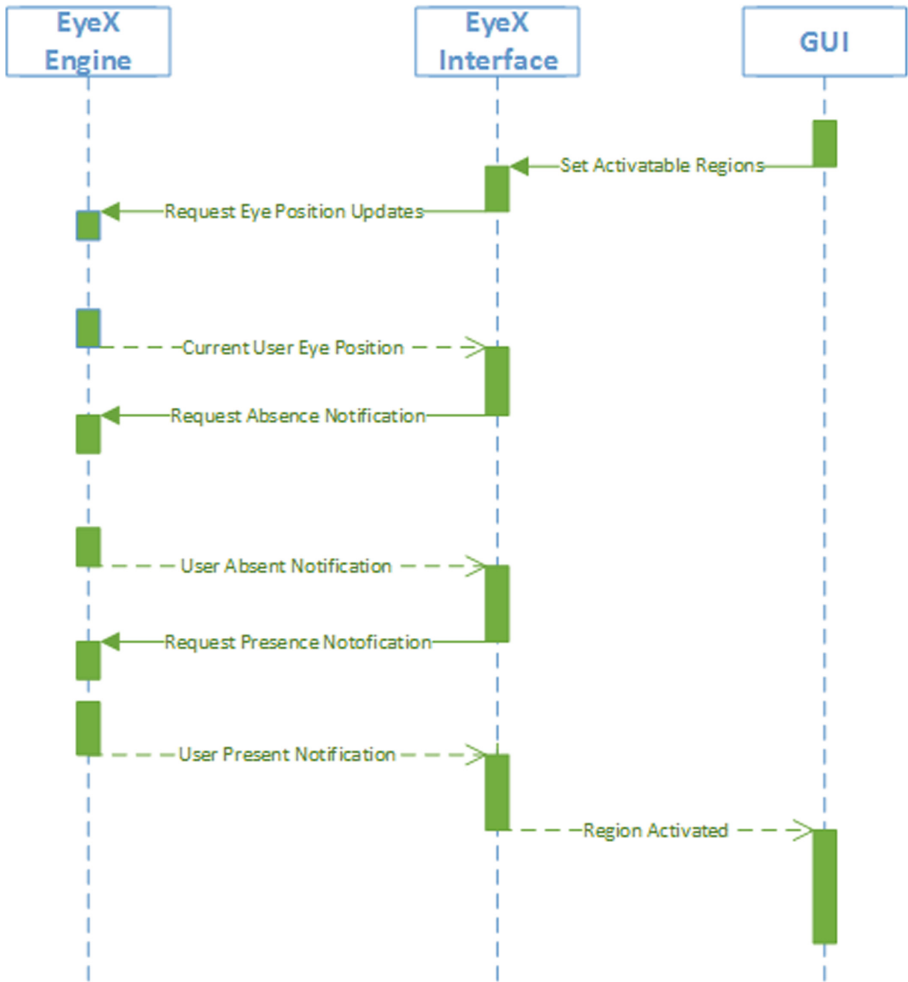 EyeX
Engine
EyeX
Interface
GUI
Set Activatable Regions
Request Eye Position Updates
Current User Eye Position
Request Absence Notification
User Absent Notification
Request Presence Notofication
User Present Notification
Region Activated